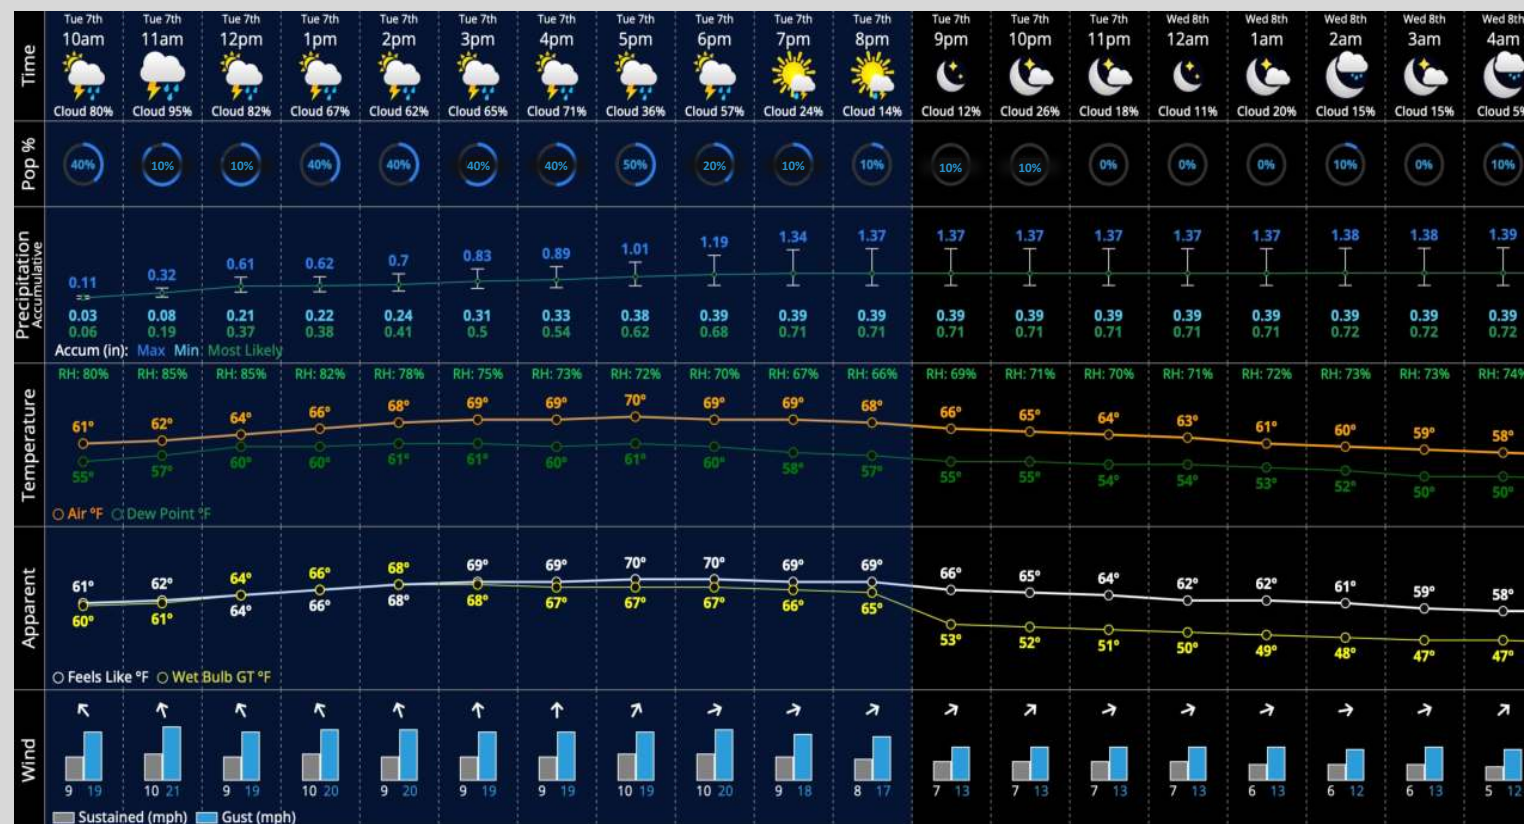 Tue 7th Tue 7th Tue 7th Tue 7th Tue 7th Tue 7th Tue 7th Tue 7th Tue 7th Tue 7th Tue 7th Tue 7th Tue 7th Tue 7th Wed 8th Wed 8th Wed 8th Wed 8th Wed 8th
Time
10am 11am 12pm 1pm 2pm 3pm 4pm 5pm 6pm 7pm 8pm 9pm 10pm 11pm 12am 1am 2am 3am 4am
Cloud 80% Cloud 95% Cloud 82% Cloud 67% Cloud 62% Cloud 65% Cloud 71% Cloud 36% Cloud 57% Cloud 24% Cloud 14% Cloud 12% Cloud 26% Cloud 18% Cloud 11% Cloud 20% Cloud 15% Cloud 15% Cloud 5%
Pop %
40% 10% 10% 40% 40% 40% 40% 50% 20% 10% 10% 10% 10% 0% 0% 0% 10% 0% 10%
Precipitation
Accumulative
0.11 0.32 0.61 0.62 0.7 0.83 0.89 1.01 1.19 1.34 1.37 1.37 1.37 1.37 1.37 1.37 1.38 1.38 1.39
0.03 0.08 0.21 0.22 0.24 0.31 0.33 0.38 0.39 0.39 0.39 0.39 0.39 0.39 0.39 0.39 0.39 0.39 0.39
0.06 0.19 0.37 0.38 0.41 0.5 0.54 0.62 0.68 0.71 0.71 0.71 0.71 0.71 0.71 0.71 0.72 0.72 0.72
Accum (in): Max Min Most Likely
Temperature
RH: 80% RH: 85% RH: 85% RH: 82% RH: 78% RH: 75% RH: 73% RH: 72% RH: 70% RH: 67% RH: 66% RH: 69% RH: 71% RH: 70% RH: 71% RH: 72% RH: 73% RH: 73% RH: 74%
61° 62° 64° 66° 68° 69° 69° 70° 69° 69° 68° 66° 65° 64° 63° 61° 60° 59° 58°
55° 57° 60° 60° 61° 61° 60° 61° 60° 58° 57° 55° 55° 54° 54° 53° 52° 50° 50°
Air °F Dew Point °F
Apparent
61° 62° 64° 66° 68° 69° 69° 70° 70° 69° 69° 66° 65° 64° 62° 62° 61° 59° 58°
60° 61° 64° 66° 68° 68° 67° 67° 67° 66° 65° 53° 52° 51° 50° 49° 48° 47° 47°
Feels Like °F Wet Bulb GT °F
Wind
9 19 10 21 9 19 10 20 9 20 9 19 9 19 10 19 9 20 9 18 8 17 7 13 7 13 7 13 7 13 6 13 6 12 6 13 5 12
Sustained (mph) Gust (mph)